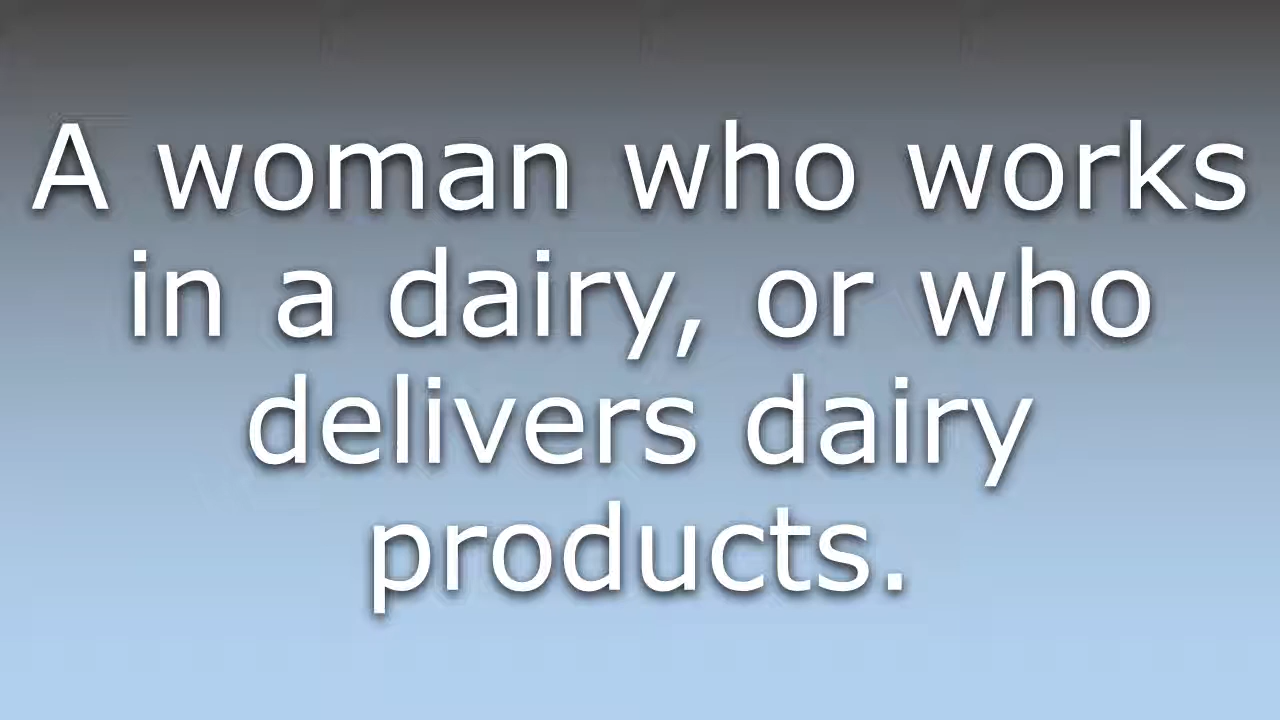 A woman who works
in a dairy, or who
delivers dairy
products.